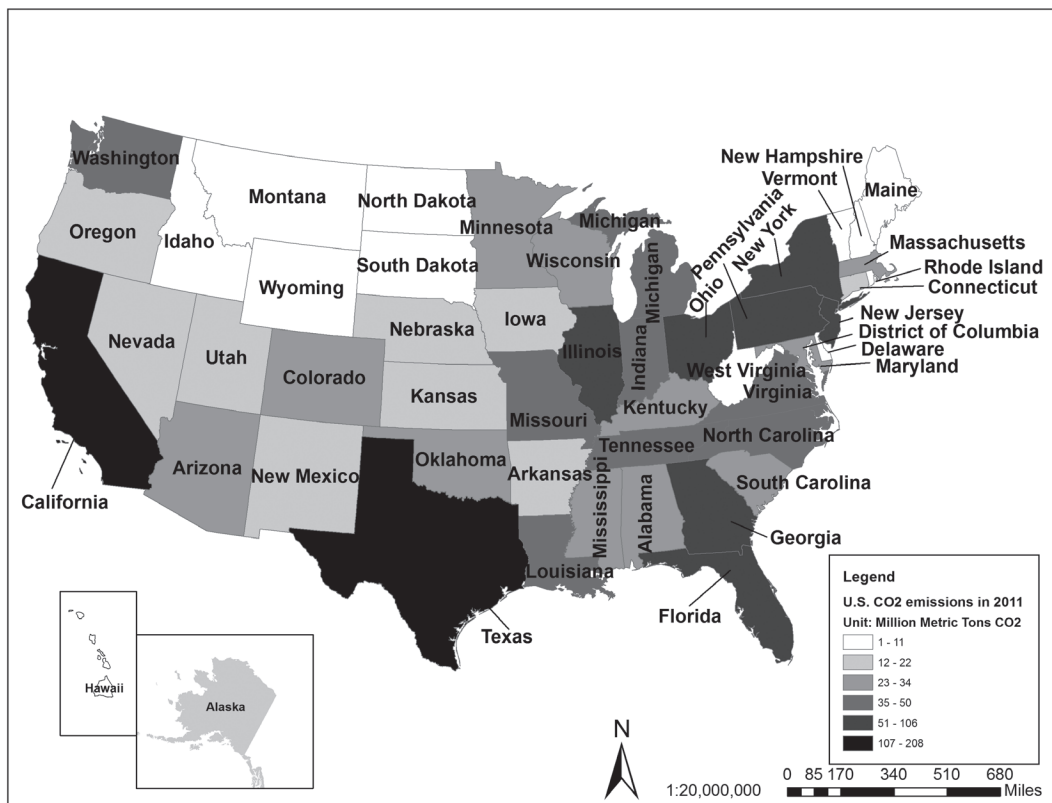 Washington
Montana
North Dakota
Minnesota
Michigan
New Hampshire
Vermont
Maine
Oregon
Idaho
South Dakota
Wisconsin
Michigan
Pennsylvania
New York
Ohio
Massachusetts
Rhode Island
Connecticut
Wyoming
Nebraska
Iowa
New Jersey
District of Columbia
Delaware
Maryland
Nevada
Utah
Colorado
Kansas
Illinois
Indiana
West Virginia
Virginia
Missouri
Kentucky
California
Arizona
New Mexico
Oklahoma
Arkansas
Tennessee
North Carolina
Mississippi
Alabama
South Carolina
Georgia
Louisiana
Texas
Florida
Hawaii
Alaska
Legend
U.S. CO2 emissions in 2011
Unit: Million Metric Tons CO2
1 - 11
12 - 22
23 - 34
35 - 50
51 - 106
107 - 208
N
1:20,000,000
0 85 170 340 510 680
Miles